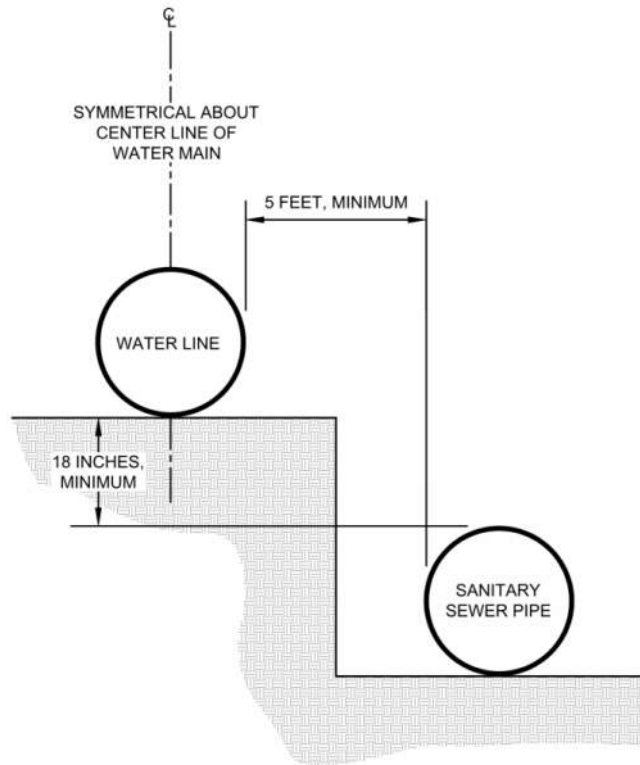 ℄
SYMMETRICAL ABOUT
CENTER LINE OF
WATER MAIN
5 FEET, MINIMUM
WATER LINE
18 INCHES,
MINIMUM
SANITARY
SEWER PIPE